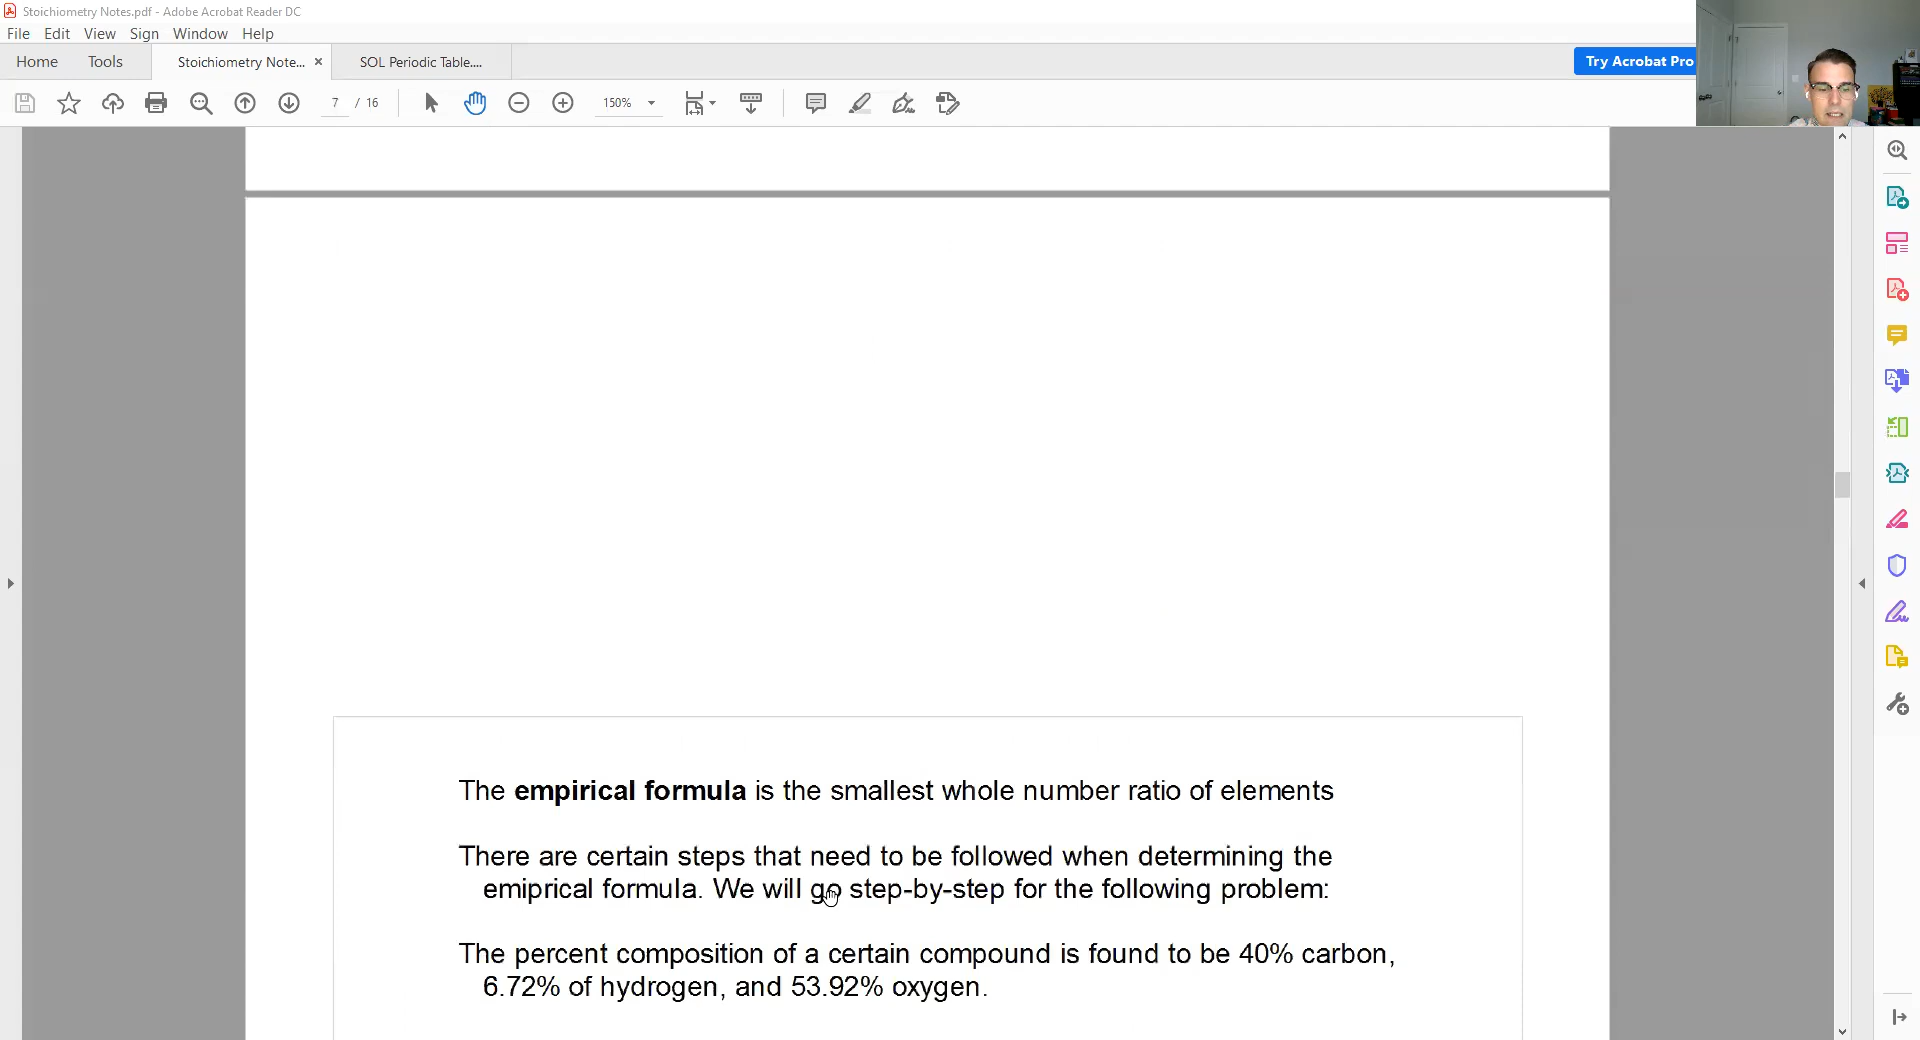 Stoichiometry Notes.pdf - Adobe Acrobat Reader DC
File Edit View Sign Window Help
Home Tools Stoichiometry Note... × SOL Periodic Table.... Try Acrobat Pro
7 / 16 150%
The empirical formula is the smallest whole number ratio of elements
There are certain steps that need to be followed when determining the
emiprical formula. We will go step-by-step for the following problem:
The percent composition of a certain compound is found to be 40% carbon,
6.72% of hydrogen, and 53.92% oxygen.